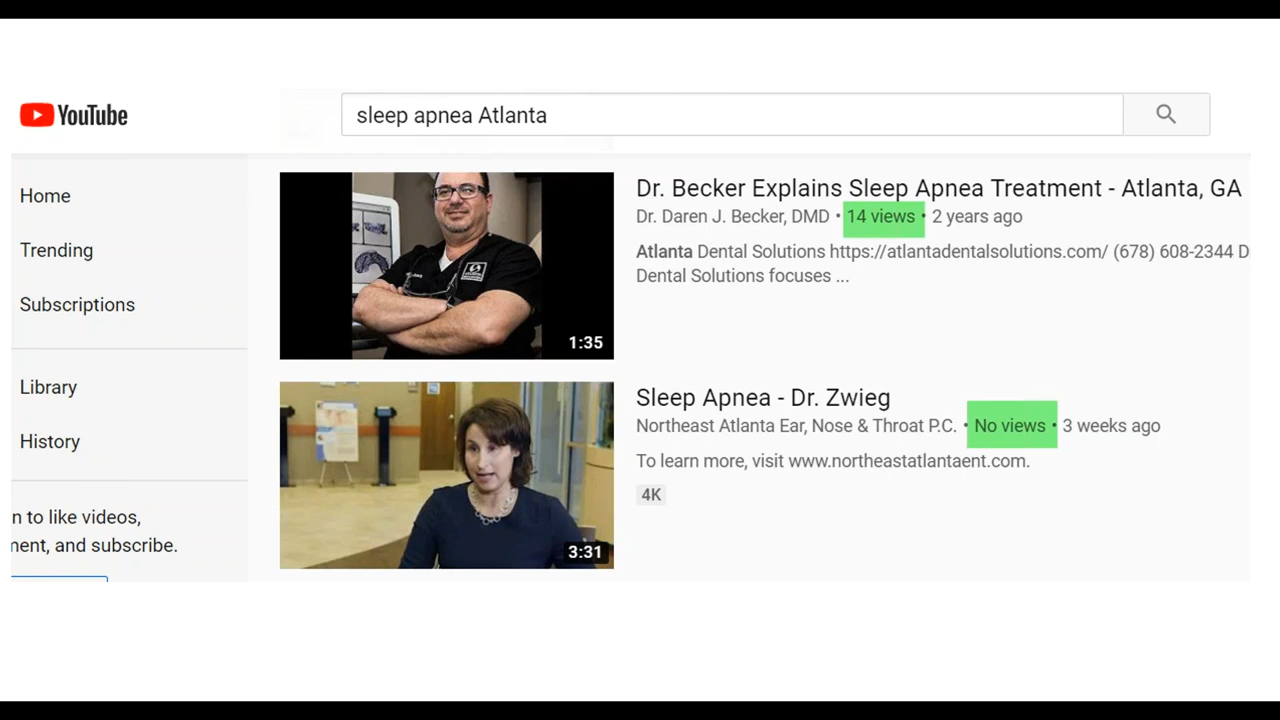 YouTube
sleep apnea Atlanta
Home
Trending
Subscriptions
Library
History
n to like videos,
nent, and subscribe.
1:35
Dr. Becker Explains Sleep Apnea Treatment - Atlanta, GA
Dr. Daren J. Becker, DMD • 14 views • 2 years ago
Atlanta Dental Solutions https://atlantadentalsolutions.com/ (678) 608-2344 D
Dental Solutions focuses ...
3:31
Sleep Apnea - Dr. Zwieg
Northeast Atlanta Ear, Nose & Throat P.C. • No views • 3 weeks ago
To learn more, visit www.northeastatlantaent.com.
4K